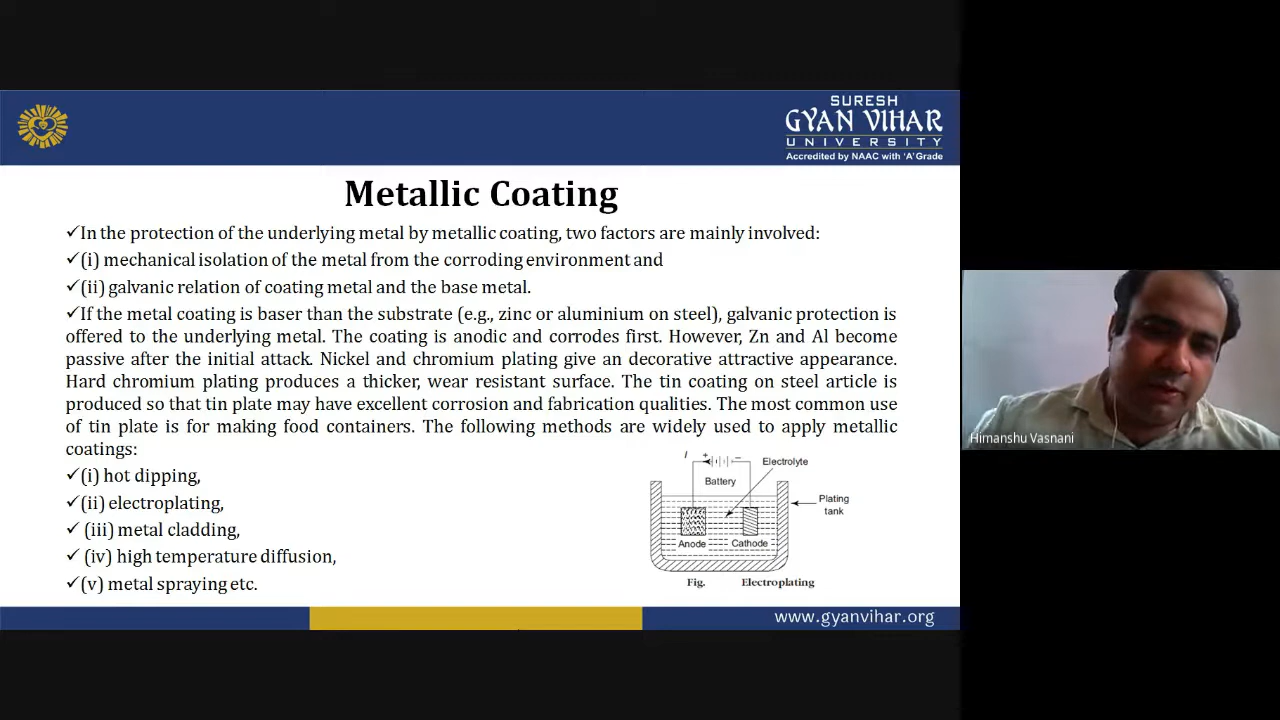 SURESH
GYAN VIHAR
UNIVERSITY
Accredited by NAAC with 'A' Grade
Metallic Coating
✓In the protection of the underlying metal by metallic coating, two factors are mainly involved:
✓(i) mechanical isolation of the metal from the corroding environment and
✓(ii) galvanic relation of coating metal and the base metal.
✓If the metal coating is baser than the substrate (e.g., zinc or aluminium on steel), galvanic protection is
offered to the underlying metal. The coating is anodic and corrodes first. However, Zn and Al become
passive after the initial attack. Nickel and chromium plating give an decorative attractive appearance.
Hard chromium plating produces a thicker, wear resistant surface. The tin coating on steel article is
produced so that tin plate may have excellent corrosion and fabrication qualities. The most common use
of tin plate is for making food containers. The following methods are widely used to apply metallic
coatings:
✓(i) hot dipping,
✓(ii) electroplating,
✓ (iii) metal cladding,
✓ (iv) high temperature diffusion,
✓(v) metal spraying etc.
I + −
Electrolyte
Battery
Plating
tank
Anode Cathode
Fig. Electroplating
www.gyanvihar.org
Himanshu Vasnani